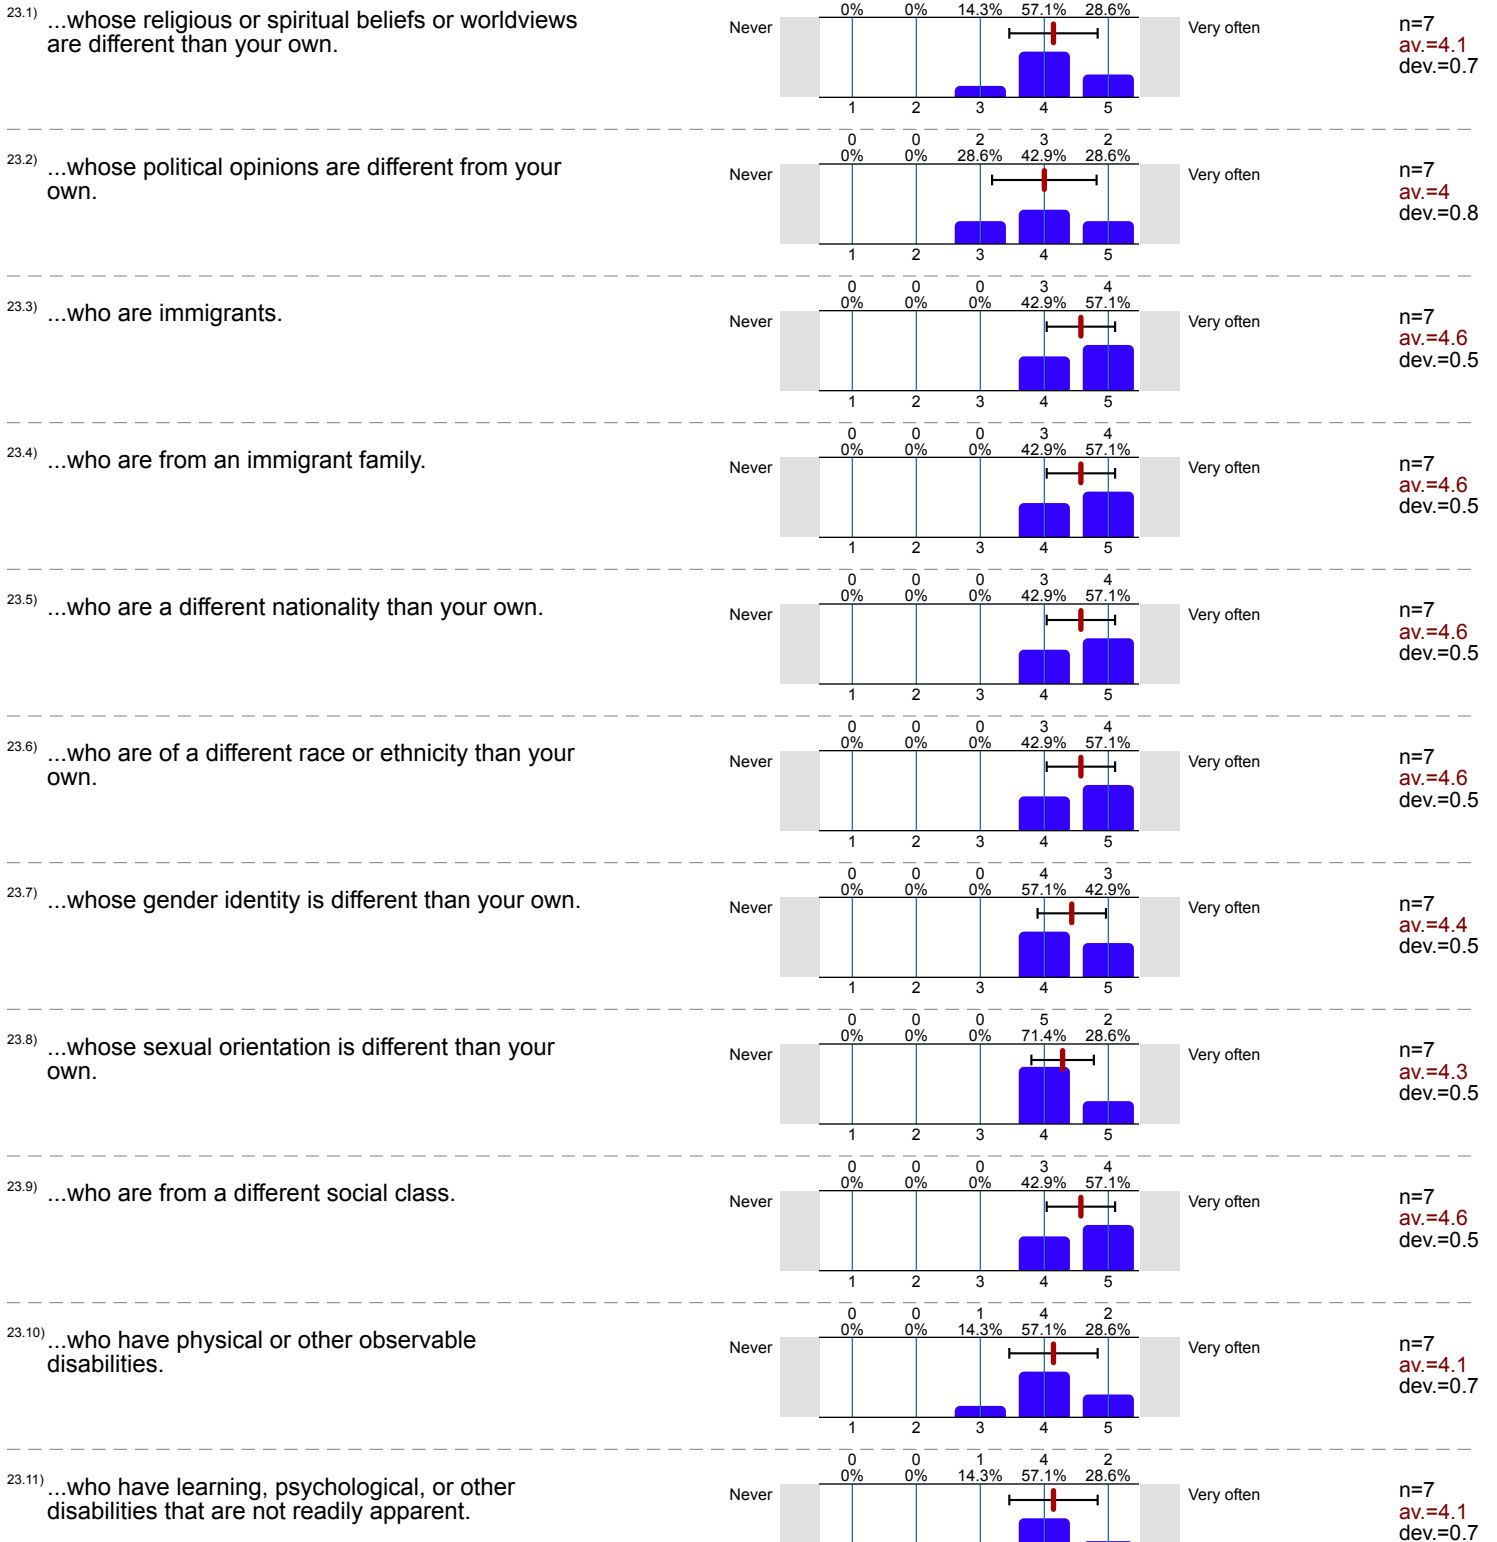 0% 0% 14.3% 57.1% 28.6%
23.1) ...whose religious or spiritual beliefs or worldviews
are different than your own.
Never Very often
n=7
av.=4.1
dev.=0.7
1 2 3 4 5
0 0 2 3 2
0% 0% 28.6% 42.9% 28.6%
23.2) ...whose political opinions are different from your
own.
Never Very often
n=7
av.=4
dev.=0.8
1 2 3 4 5
0 0 0 3 4
0% 0% 0% 42.9% 57.1%
23.3) ...who are immigrants.
Never Very often
n=7
av.=4.6
dev.=0.5
1 2 3 4 5
0 0 0 3 4
0% 0% 0% 42.9% 57.1%
23.4) ...who are from an immigrant family.
Never Very often
n=7
av.=4.6
dev.=0.5
1 2 3 4 5
0 0 0 3 4
0% 0% 0% 42.9% 57.1%
23.5) ...who are a different nationality than your own.
Never Very often
n=7
av.=4.6
dev.=0.5
1 2 3 4 5
0 0 0 3 4
0% 0% 0% 42.9% 57.1%
23.6) ...who are of a different race or ethnicity than your
own.
Never Very often
n=7
av.=4.6
dev.=0.5
1 2 3 4 5
0 0 0 4 3
0% 0% 0% 57.1% 42.9%
23.7) ...whose gender identity is different than your own.
Never Very often
n=7
av.=4.4
dev.=0.5
1 2 3 4 5
0 0 0 5 2
0% 0% 0% 71.4% 28.6%
23.8) ...whose sexual orientation is different than your
own.
Never Very often
n=7
av.=4.3
dev.=0.5
1 2 3 4 5
0 0 0 3 4
0% 0% 0% 42.9% 57.1%
23.9) ...who are from a different social class.
Never Very often
n=7
av.=4.6
dev.=0.5
1 2 3 4 5
0 0 1 4 2
0% 0% 14.3% 57.1% 28.6%
23.10) ...who have physical or other observable
disabilities.
Never Very often
n=7
av.=4.1
dev.=0.7
1 2 3 4 5
0 0 1 4 2
0% 0% 14.3% 57.1% 28.6%
23.11) ...who have learning, psychological, or other
disabilities that are not readily apparent.
Never Very often
n=7
av.=4.1
dev.=0.7